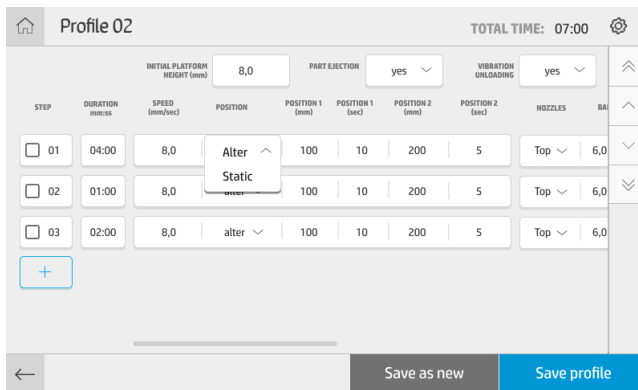 Profile 02
TOTAL TIME: 07:00
INITIAL PLATFORM
HEIGHT (mm)
8,0
PART EJECTION
yes
VIBRATION
UNLOADING
yes
STEP
DURATION
mm:ss
SPEED
(mm/sec)
POSITION
POSITION 1
(mm)
POSITION 1
(sec)
POSITION 2
(mm)
POSITION 2
(sec)
NOZZLES
BA
01 04:00 8,0 Alter 100 10 200 5 Top 6,0
Static
02 01:00 8,0 alter 100 10 200 5 Top 6,0
03 02:00 8,0 alter 100 10 200 5 Top 6,0
+
Save as new
Save profile